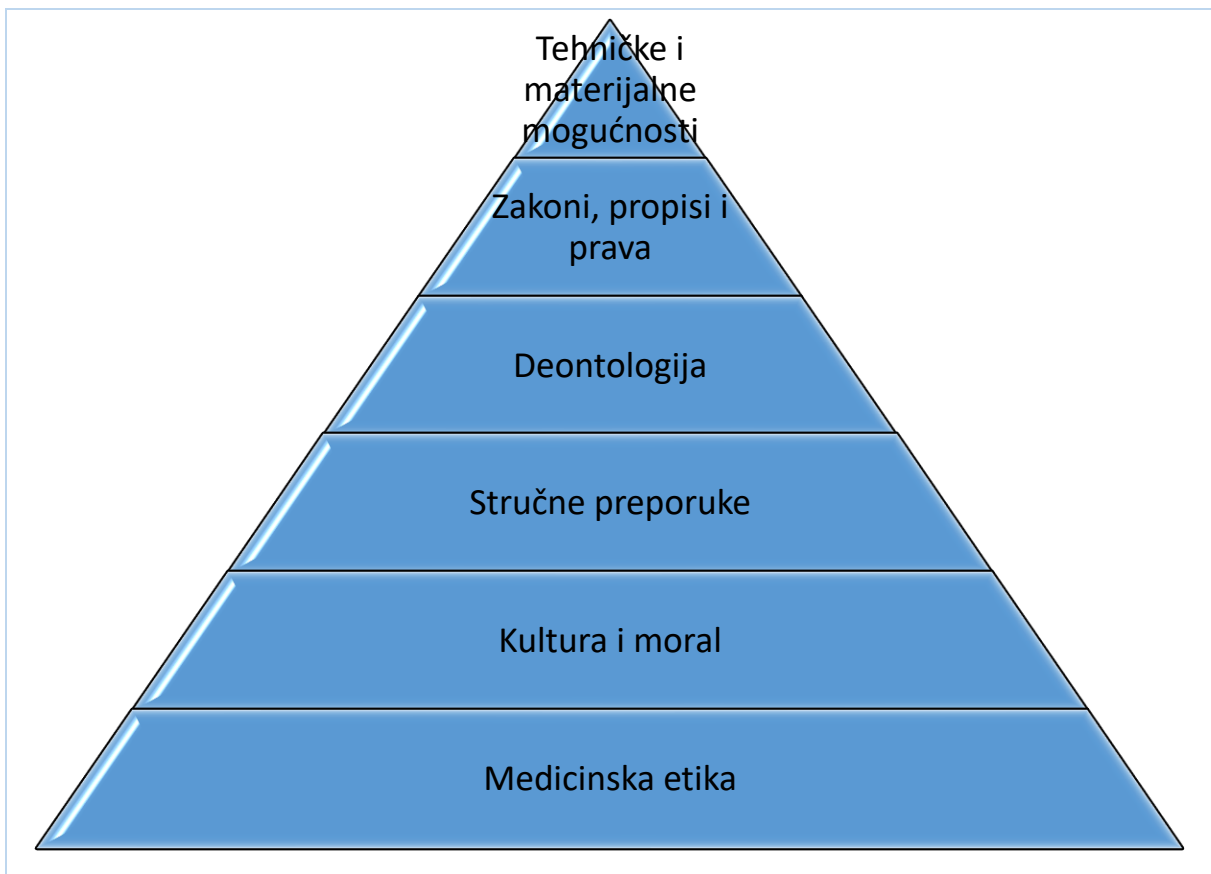 Tehničke i
materijalne
mogućnosti
Zakoni, propisi i
prava
Deontologija
Stručne preporuke
Kultura i moral
Medicinska etika